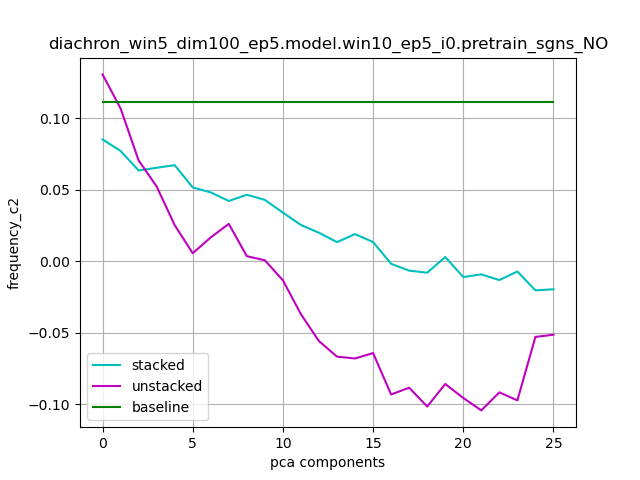 diachron_win5_dim100_ep5.model.win10_ep5_i0.pretrain_sgns_NO
frequency_c2
0.10
0.05
0.00
−0.05
−0.10
stacked
unstacked
baseline
0 5 10 15 20 25
pca components